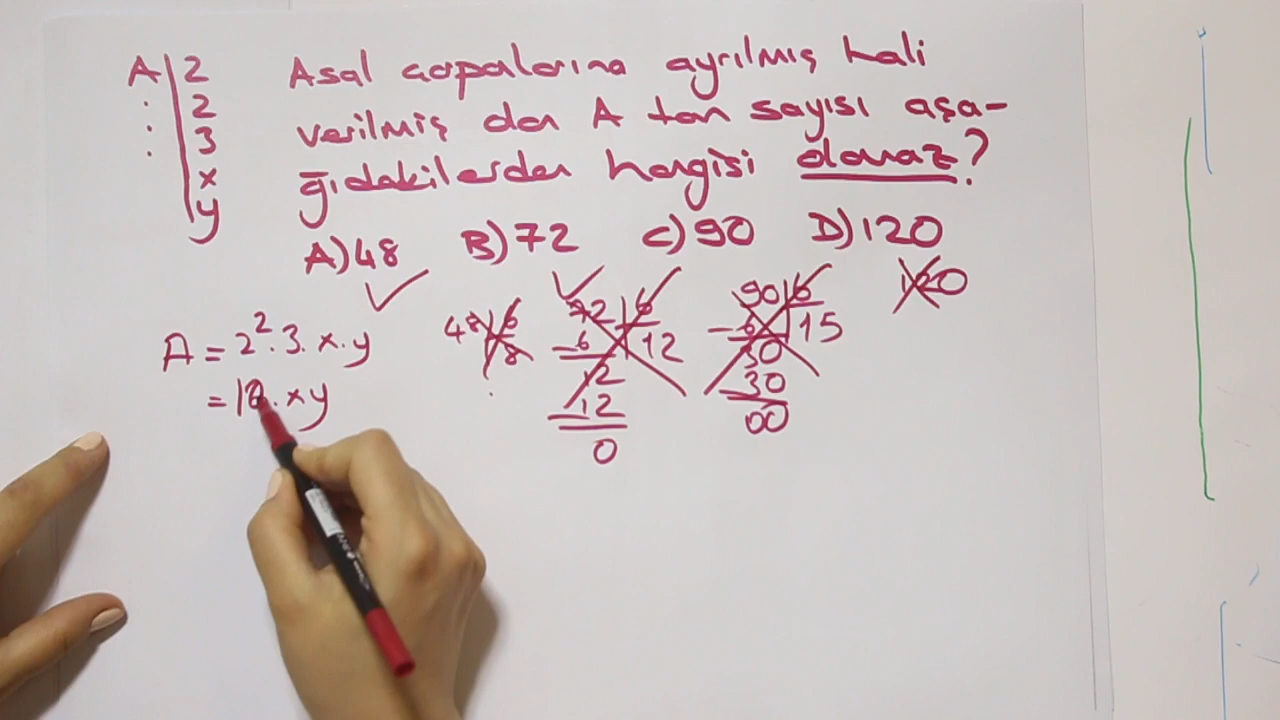 A | 2 Asal çarpanlarına ayrılmış hali
. | 2 verilmiş olan A tam sayısı aşa-
. | 3 ğıdakilerden hangisi olamaz?
. | x
| y
A) 48 B) 72 C) 90 D) 120
A = 2². 3. x. y
= 12. xy
48 | 6
8
72 | 6
- 6 12
12
12
0
90 | 6
- 6 15
30
30
00
120